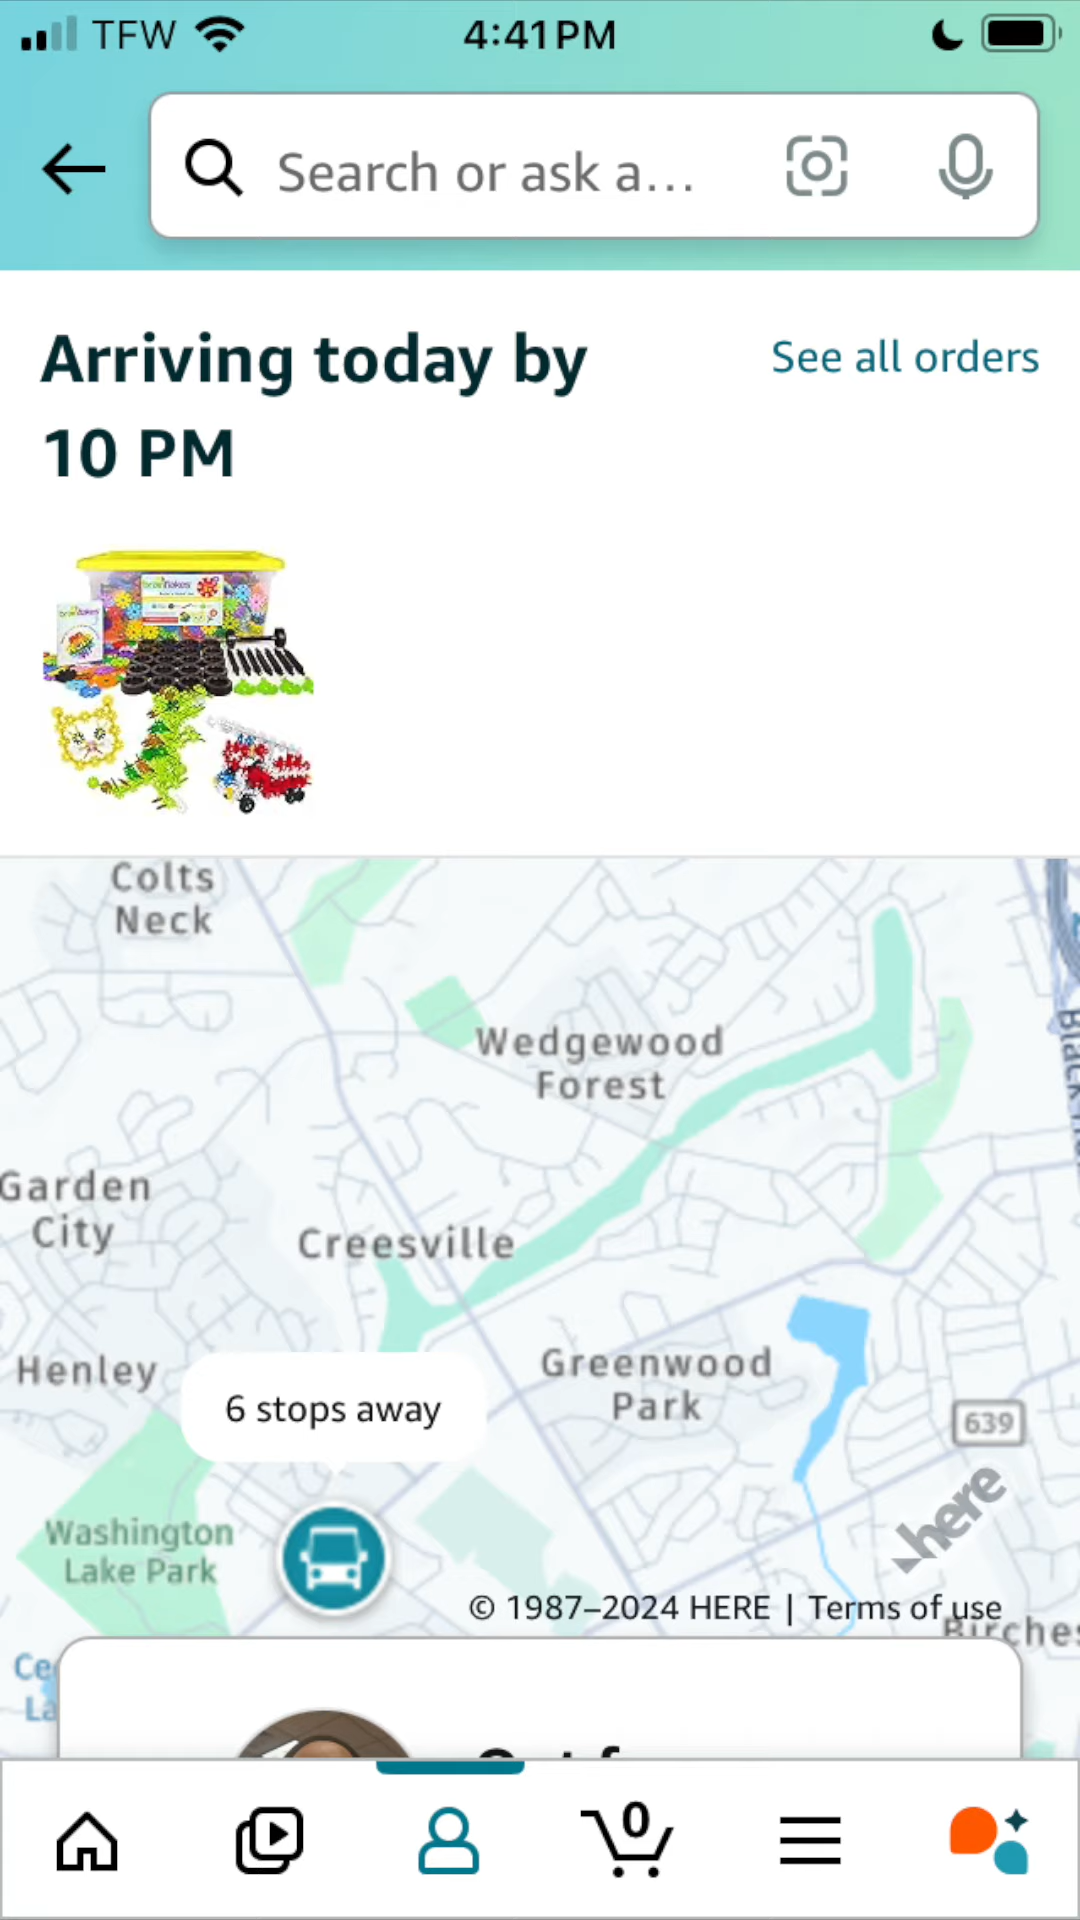 TFW 4:41 PM
Search or ask a...
Arriving today by
10 PM
See all orders
brainflakes
Colts
Neck
Wedgewood
Forest
Garden
City
Creesville
Henley
Greenwood
Park
6 stops away
639
Washington
Lake Park
here
© 1987–2024 HERE | Terms of use
Birches
0